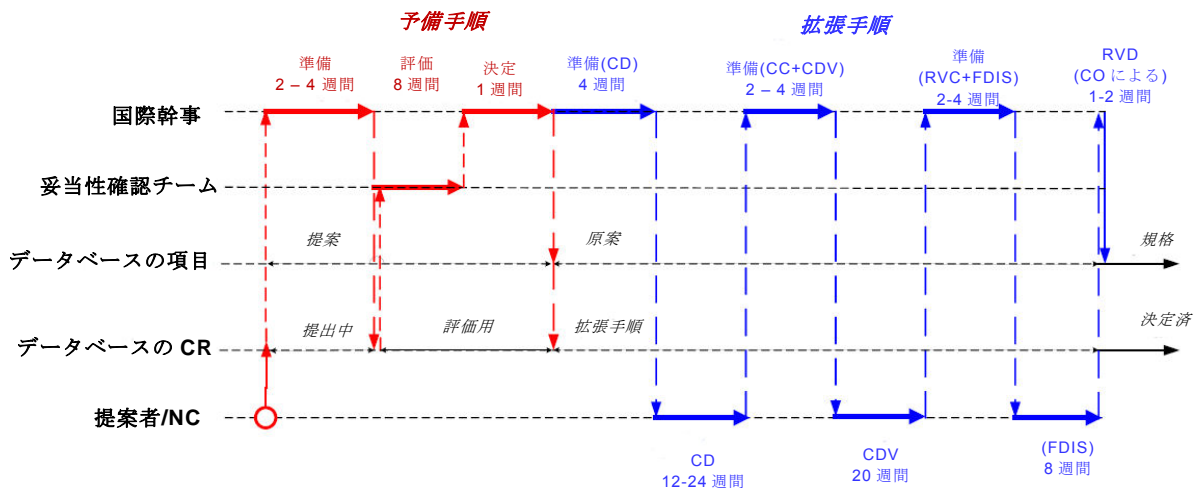 予備手順
拡張手順
準備
2 – 4 週間
評価
8 週間
決定
1 週間
準備(CD)
4 週間
準備(CC+CDV)
2 – 4 週間
準備
(RVC+FDIS)
2-4 週間
RVD
(CO による)
1-2 週間
国際幹事
妥当性確認チーム
データベースの項目
提案
原案
規格
データベースの CR
提出中
評価用
拡張手順
決定済
提案者/NC
CD
12-24 週間
CDV
20 週間
(FDIS)
8 週間